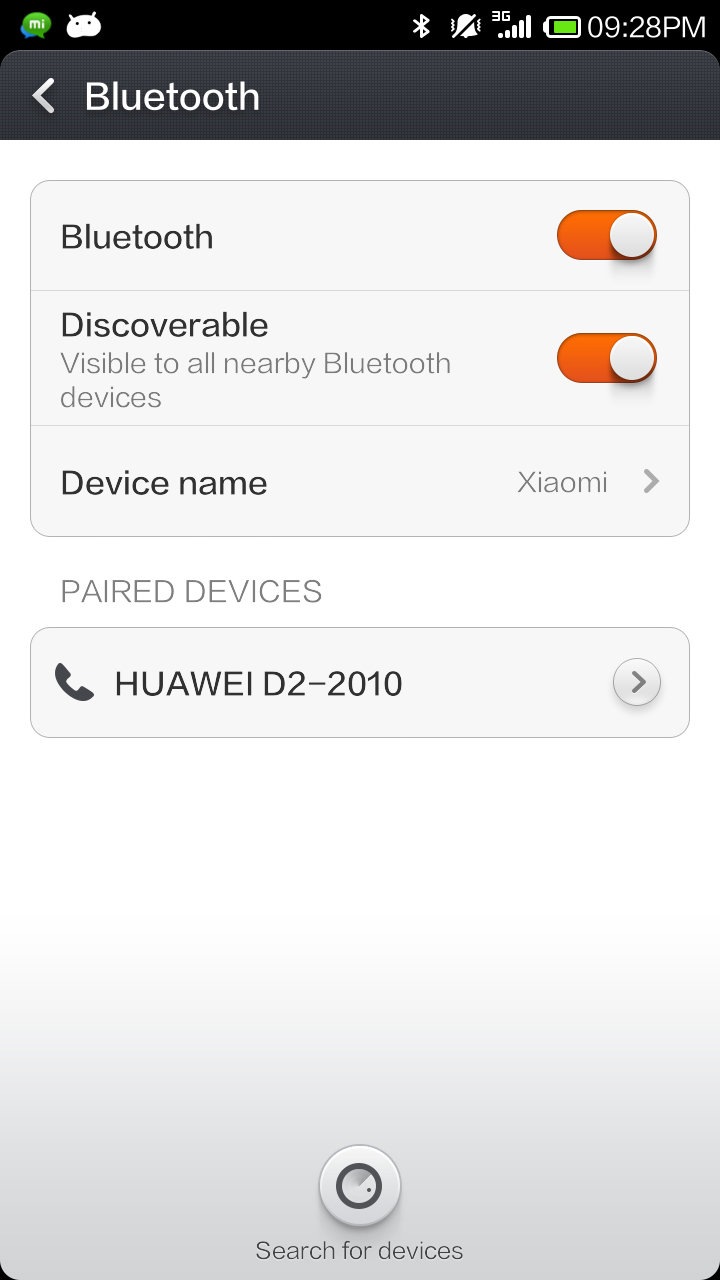 mi
3G
09:28PM
Bluetooth
Bluetooth
Discoverable
Visible to all nearby Bluetooth
devices
Device name
Xiaomi
PAIRED DEVICES
HUAWEI D2-2010
Search for devices